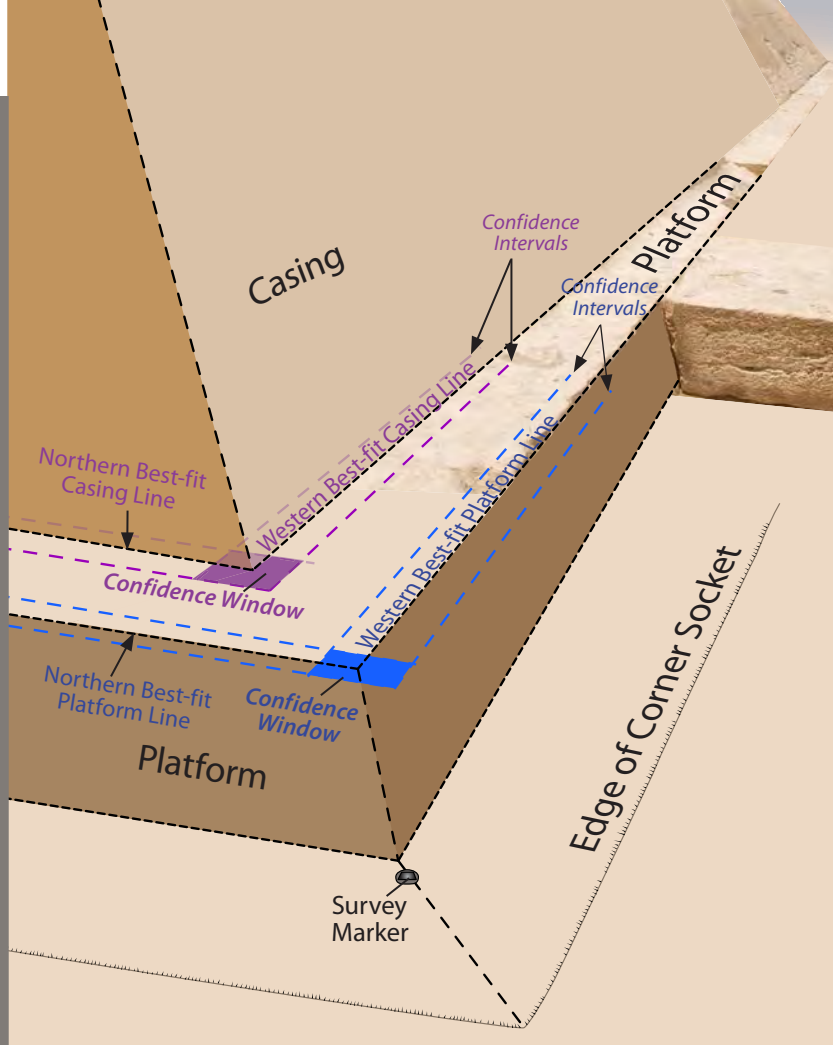 Platform
Confidence
Intervals
Confidence
Intervals
Casing
Western Best-fit Casing Line
Western Best-fit Platform Line
Northern Best-fit
Casing Line
Confidence Window
Northern Best-fit
Platform Line
Confidence
Window
Platform
Edge of Corner Socket
Survey
Marker